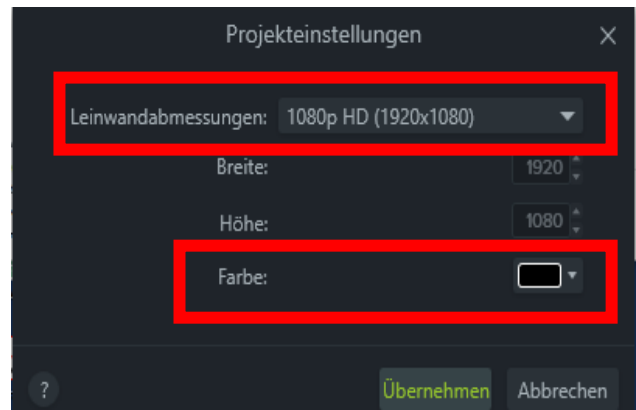 Projekteinstellungen
Leinwandabmessungen: 1080p HD (1920x1080)
Breite: 1920
Höhe: 1080
Farbe:
? Übernehmen Abbrechen